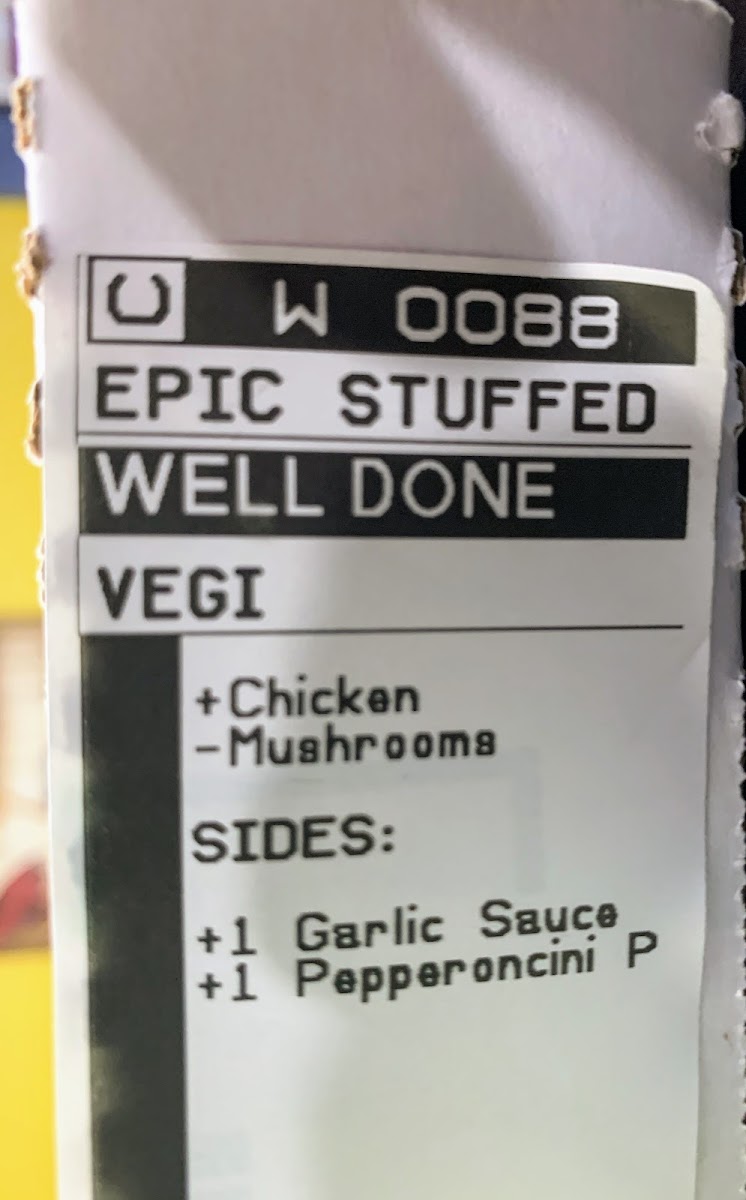 U W 0088
EPIC STUFFED
WELL DONE
VEGI
+Chicken
-Mushrooms
SIDES:
+1 Garlic Sauce
+1 Pepperoncini P